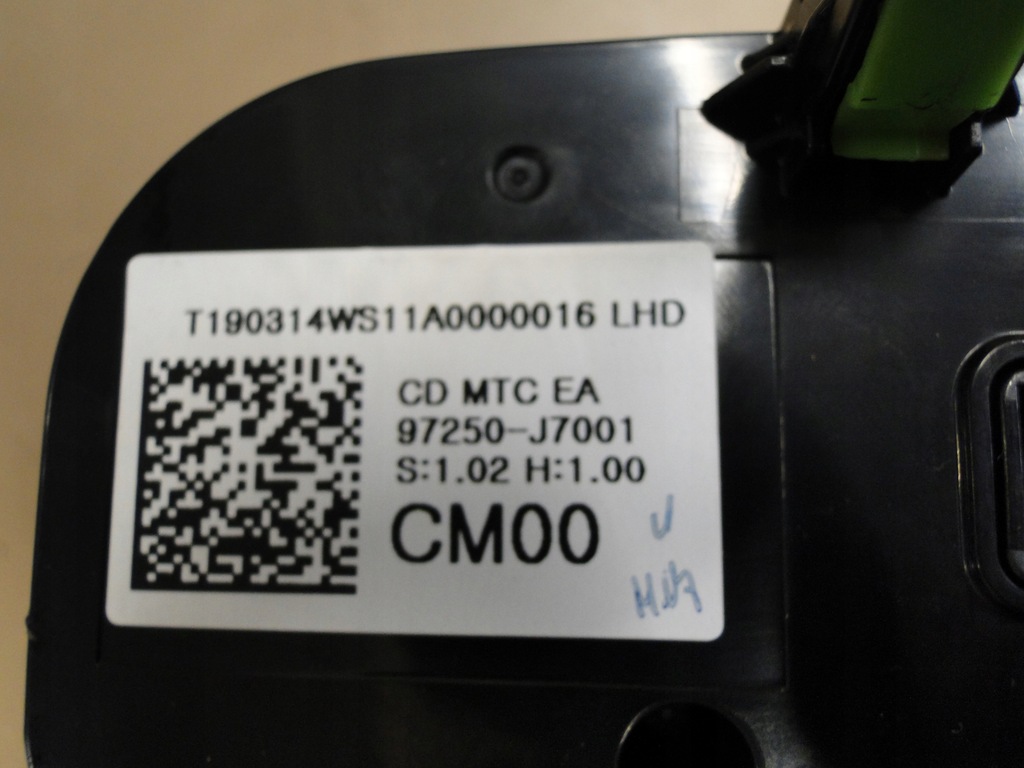 T190314WS11A0000016 LHD
CD MTC EA
97250-J7001
S:1.02 H:1.00
CM00